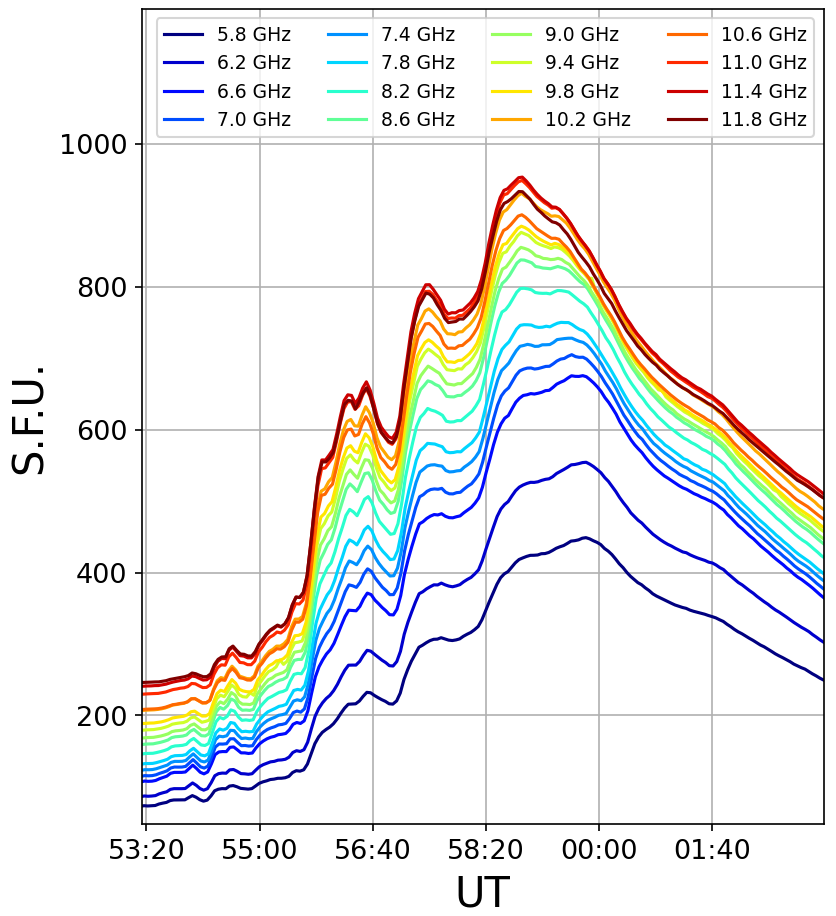 5.8 GHz 7.4 GHz 9.0 GHz 10.6 GHz
6.2 GHz 7.8 GHz 9.4 GHz 11.0 GHz
6.6 GHz 8.2 GHz 9.8 GHz 11.4 GHz
7.0 GHz 8.6 GHz 10.2 GHz 11.8 GHz
1000
800
600
400
200
S.F.U.
53:20 55:00 56:40 58:20 00:00 01:40
UT